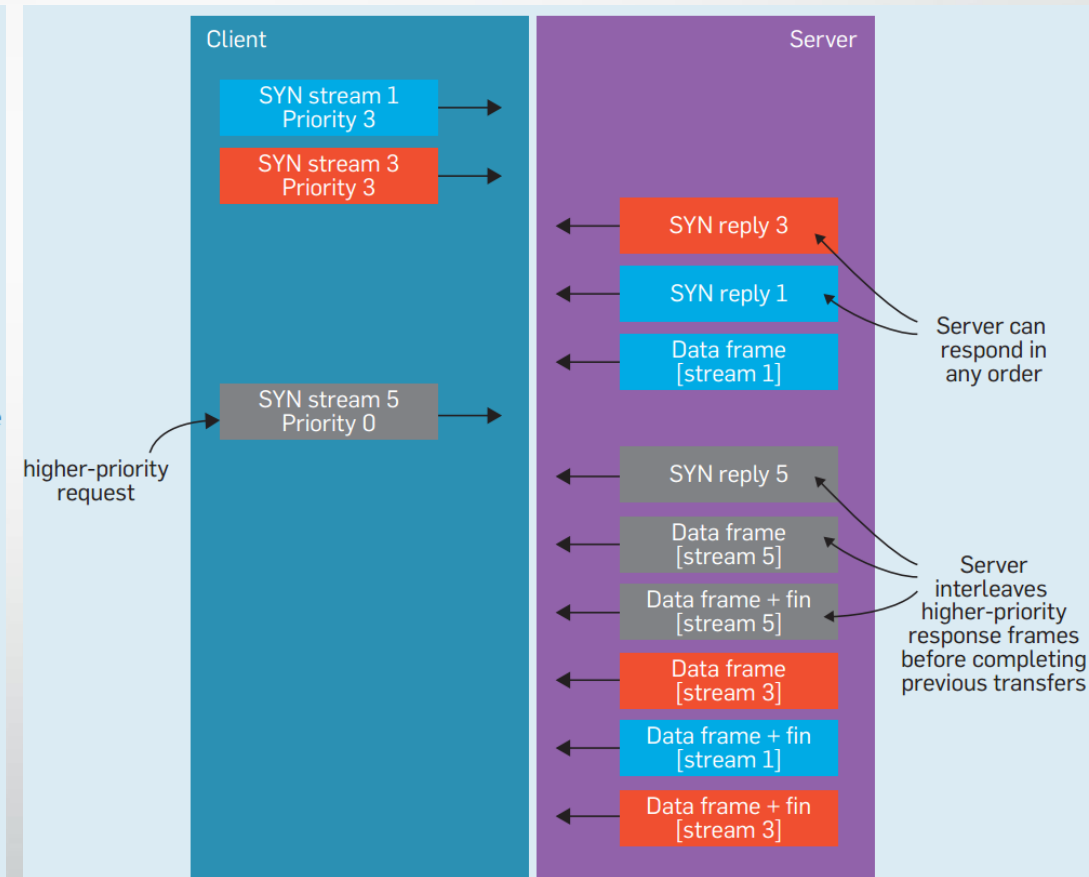 Client
Server
SYN stream 1
Priority 3
SYN stream 3
Priority 3
SYN reply 3
SYN reply 1
Data frame
[stream 1]
Server can
respond in
any order
SYN stream 5
Priority 0
higher-priority
request
SYN reply 5
Data frame
[stream 5]
Data frame + fin
[stream 5]
Server
interleaves
higher-priority
response frames
before completing
previous transfers
Data frame
[stream 3]
Data frame + fin
[stream 1]
Data frame + fin
[stream 3]